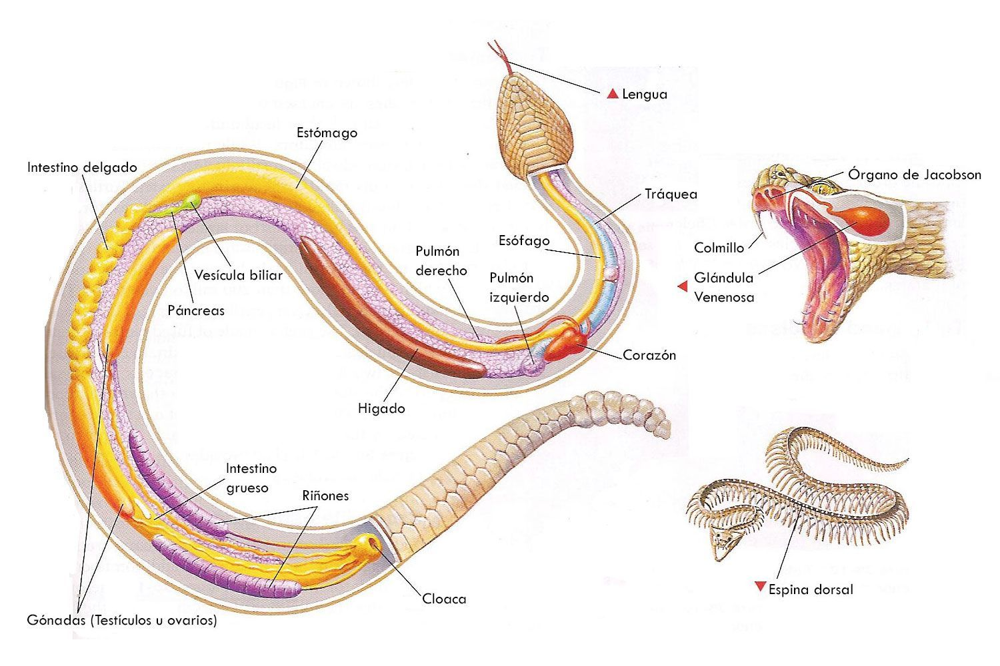 Lengua
Estómago
Intestino delgado
Órgano de Jacobson
Tráquea
Esófago
Colmillo
Pulmón
derecho
Vesícula biliar
Pulmón
izquierdo
Glándula
Venenosa
Páncreas
Corazón
Higado
Intestino
grueso
Riñones
Espina dorsal
Cloaca
Gónadas (Testículos u ovarios)